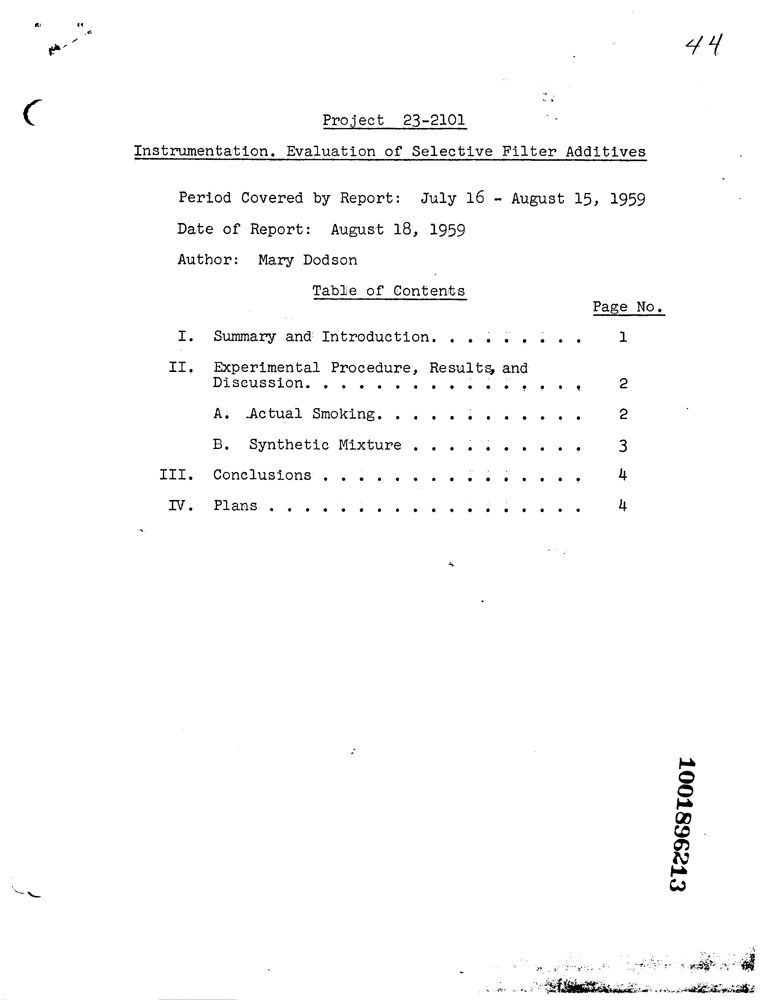 44
Project 23-2101
Instrumentation. Evaluation of Selective Filter Additives
Period Covered by Report: July 16 - August 15, 1959
Date of Report: August 18, 1959
Author: Mary Dodson
Table of Contents
Page No.
I. Summary and Introduction. . . . . . . . . 1
II. Experimental Procedure, Results, and
Discussion. . . . . . . . . . . . . . . . 2
A. Actual Smoking. . . . . . . . . . . . 2
B. Synthetic Mixture . . . . . . . . . . 3
III. Conclusions . . . . . . . . . . . . . . . 4
IV. Plans . . . . . . . . . . . . . . . . . . 4
1001896213